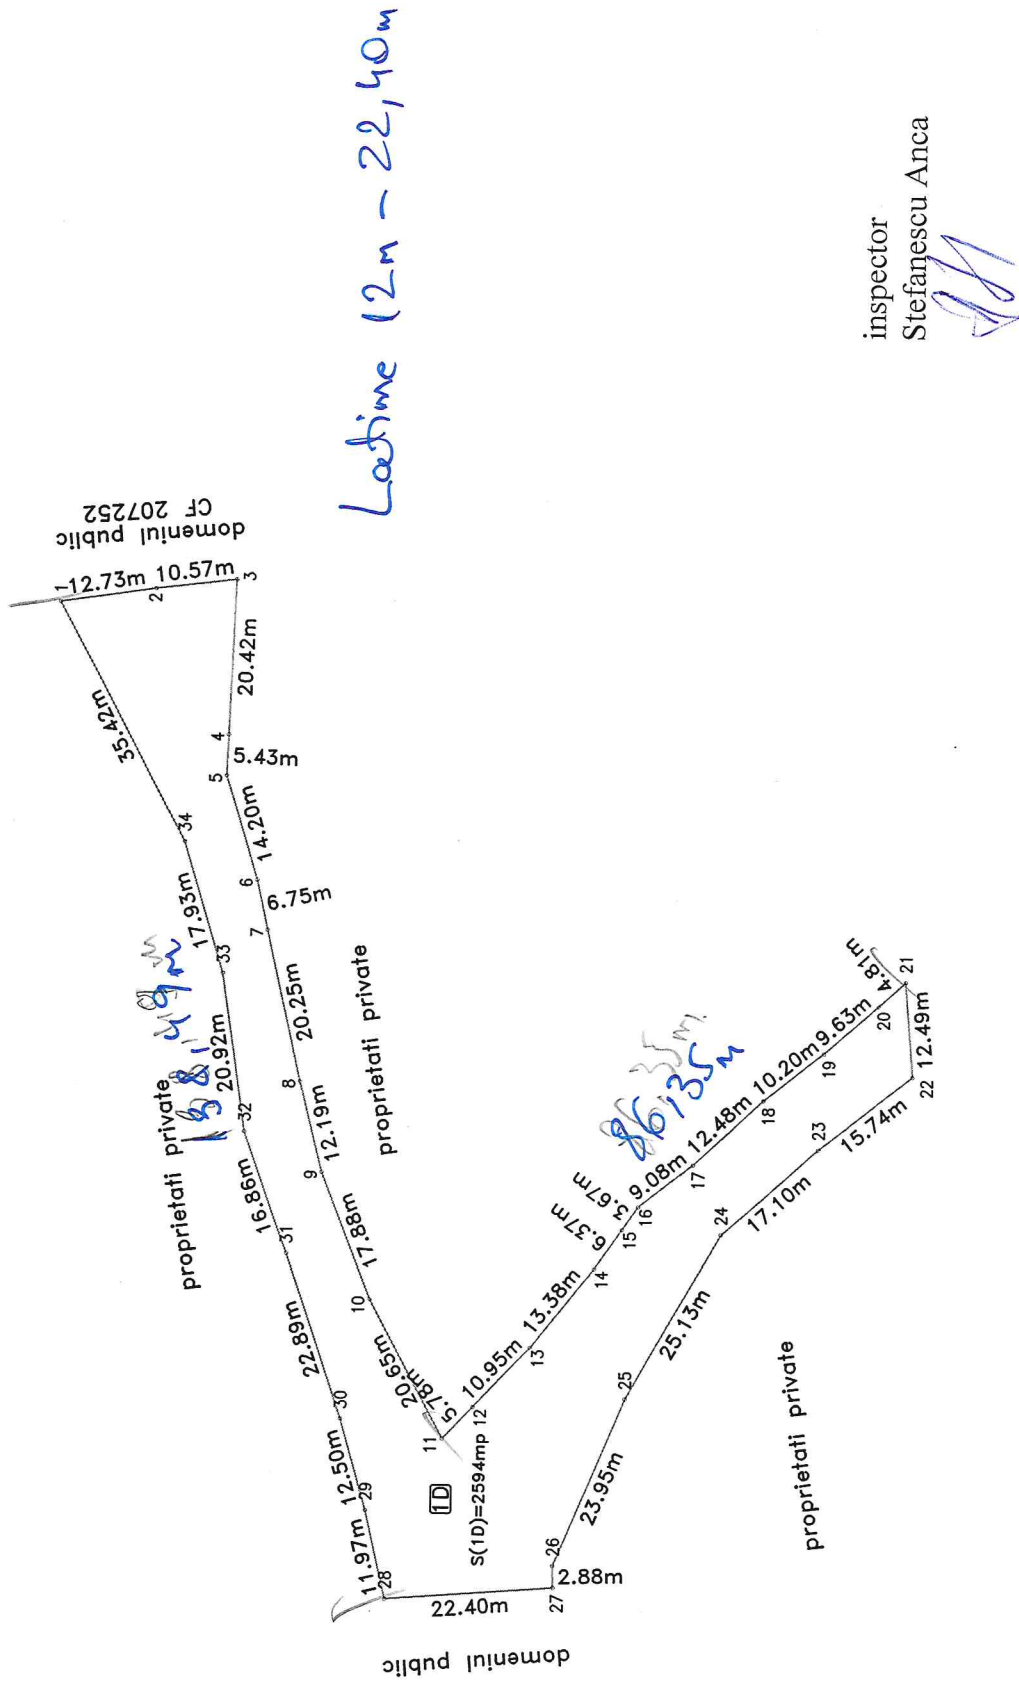 domeniul public
CF 207252
1
12.73m
2
10.57m
3
20.42m
4
5.43m
5
14.20m
6
6.75m
7
20.25m
8
12.19m
9
17.88m
10
20.65m
11
5.78m
12
10.95m
13
13.38m
14
6.37m
15
3.67m
16
9.08m
17
12.48m
18
10.20m
19
9.63m
20
4.81m
21
12.49m
22
15.74m
23
17.10m
24
25.13m
25
23.95m
26
2.88m
27
22.40m
28
11.97m
29
12.50m
30
22.89m
31
16.86m
32
20.92m
33
17.93m
34
35.42m
proprietati private
138,49m
proprietati private
86,35m
proprietati private
domeniul public
1D
S(1D)=2594mp
Latime 12m - 22,40m
inspector
Stefanescu Anca